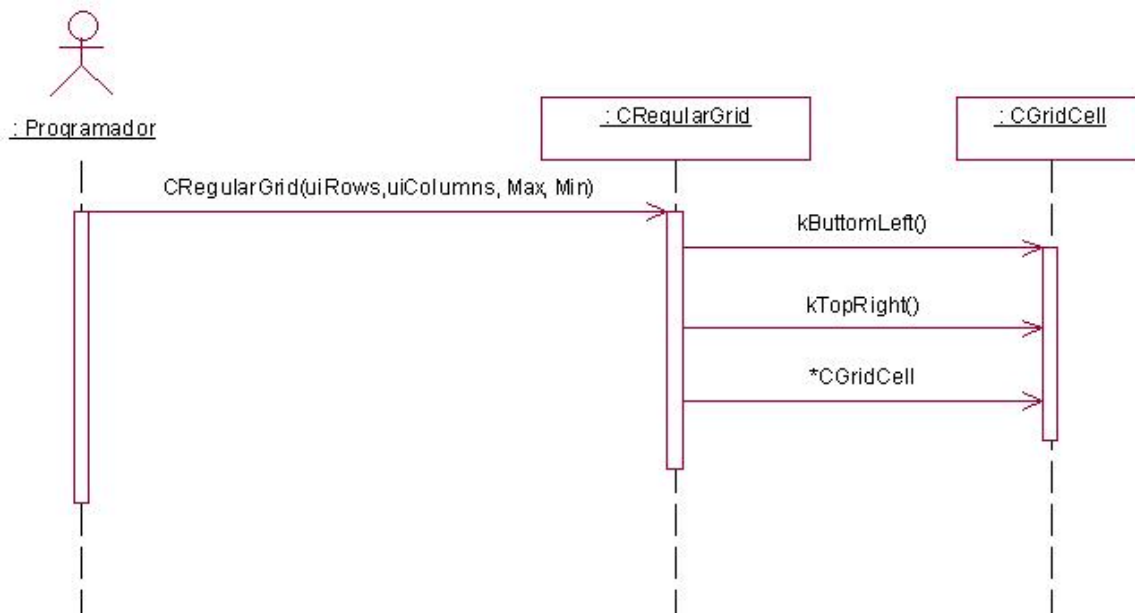 : Programador
: CRegularGrid
: CGridCell
CRegularGrid(uiRows,uiColumns, Max, Min)
kButtomLeft()
kTopRight()
*CGridCell